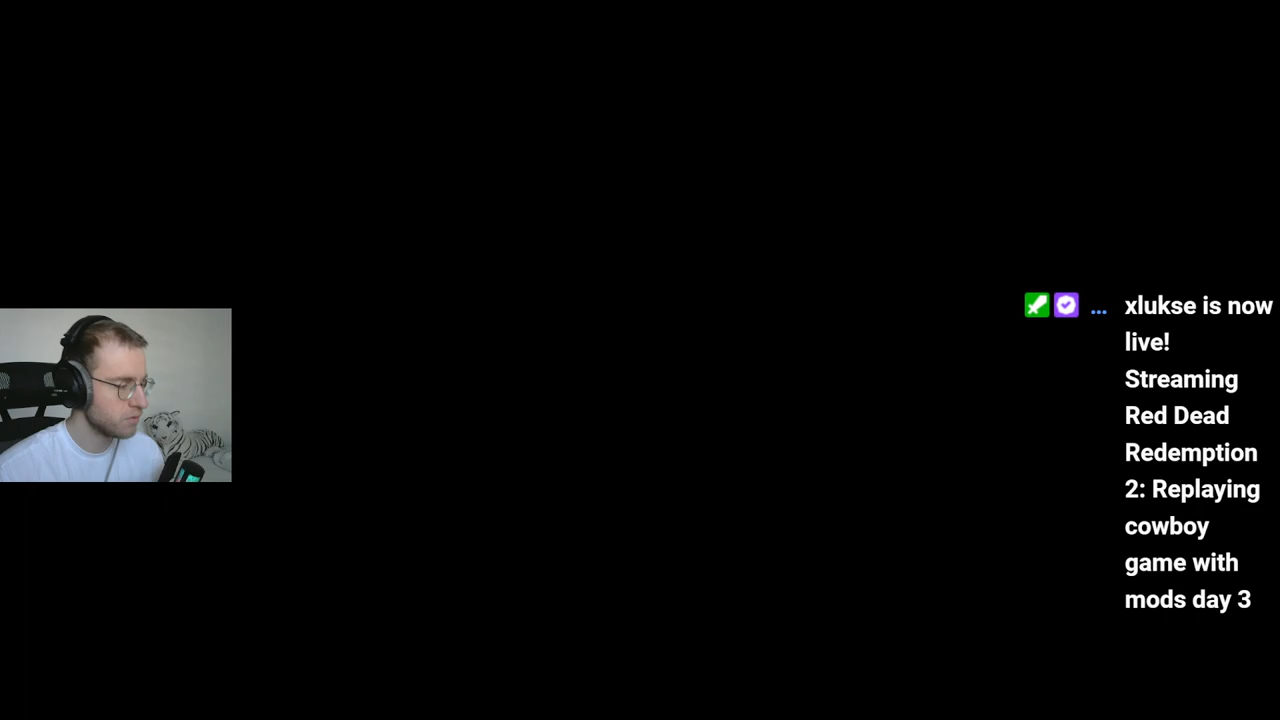 ... xlukse is now
live!
Streaming
Red Dead
Redemption
2: Replaying
cowboy
game with
mods day 3